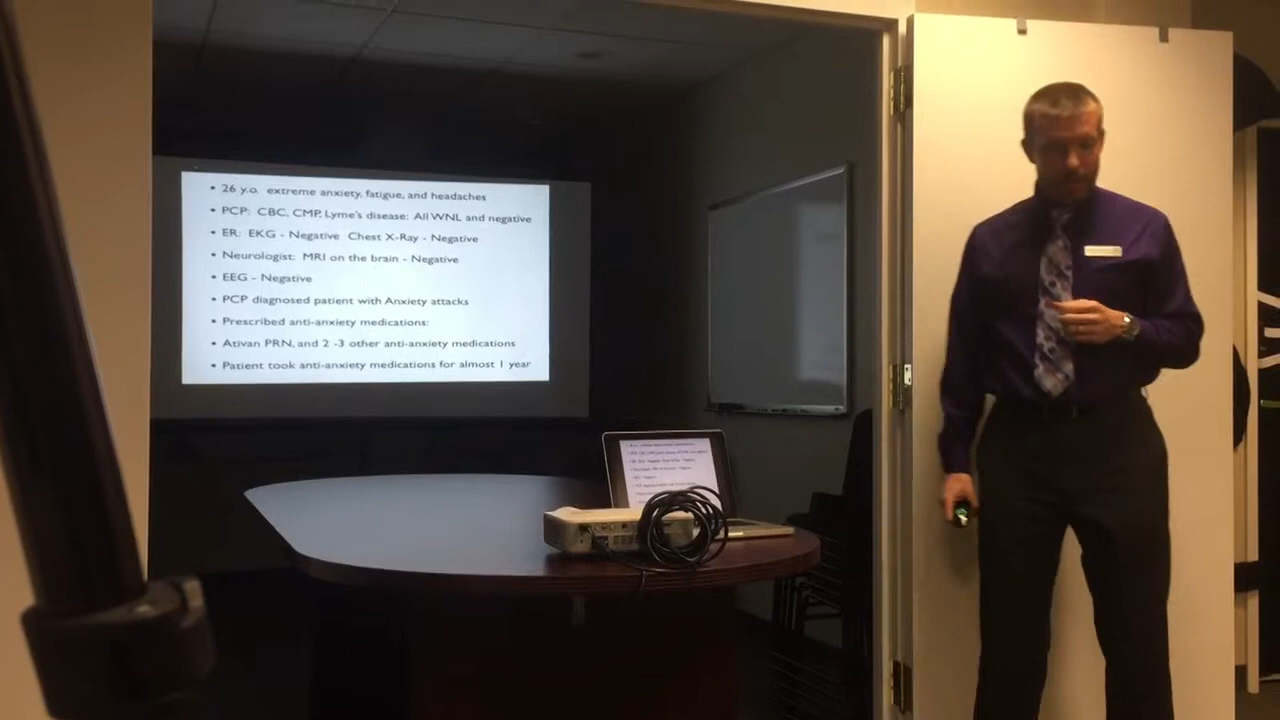 • 26 y.o. extreme anxiety, fatigue, and headaches
• PCP: CBC, CMP, Lyme's disease: All WNL and negative
• ER: EKG - Negative Chest X-Ray - Negative
• Neurologist: MRI on the brain - Negative
• EEG - Negative
• PCP diagnosed patient with Anxiety attacks
• Prescribed anti-anxiety medications:
• Ativan PRN, and 2 -3 other anti-anxiety medications
• Patient took anti-anxiety medications for almost 1 year